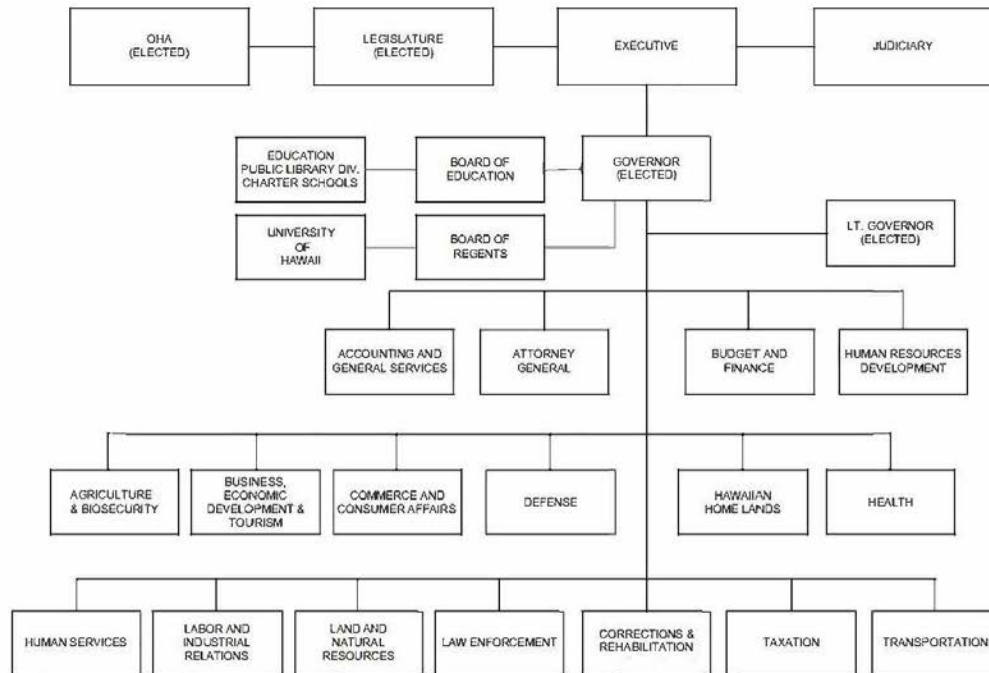 OHA
(ELECTED)
LEGISLATURE
(ELECTED)
EXECUTIVE
JUDICIARY
EDUCATION
PUBLIC LIBRARY DIV.
CHARTER SCHOOLS
BOARD OF
EDUCATION
GOVERNOR
(ELECTED)
UNIVERSITY
OF
HAWAII
BOARD OF
REGENTS
LT. GOVERNOR
(ELECTED)
ACCOUNTING AND
GENERAL SERVICES
ATTORNEY
GENERAL
BUDGET AND
FINANCE
HUMAN RESOURCES
DEVELOPMENT
AGRICULTURE
& BIOSECURITY
BUSINESS,
ECONOMIC
DEVELOPMENT &
TOURISM
COMMERCE AND
CONSUMER AFFAIRS
DEFENSE
HAWAIIAN
HOME LANDS
HEALTH
HUMAN SERVICES
LABOR AND
INDUSTRIAL
RELATIONS
LAND AND
NATURAL
RESOURCES
LAW ENFORCEMENT
CORRECTIONS &
REHABILITATION
TAXATION
TRANSPORTATION